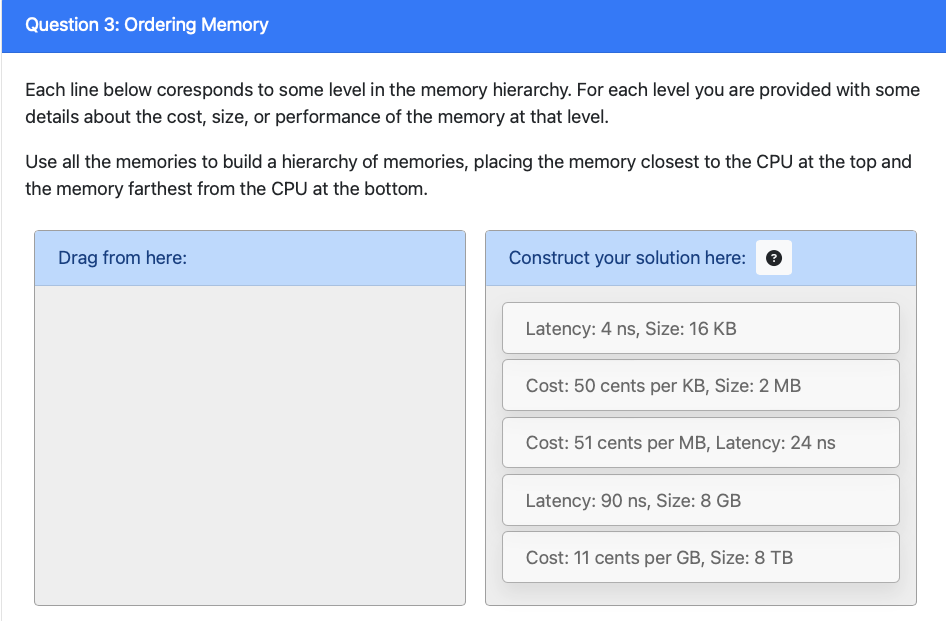 Question 3: Ordering Memory
Each line below coresponds to some level in the memory hierarchy. For each level you are provided with some
details about the cost, size, or performance of the memory at that level.
Use all the memories to build a hierarchy of memories, placing the memory closest to the CPU at the top and
the memory farthest from the CPU at the bottom.
Drag from here:
Construct your solution here: ?
Latency: 4 ns, Size: 16 KB
Cost: 50 cents per KB, Size: 2 MB
Cost: 51 cents per MB, Latency: 24 ns
Latency: 90 ns, Size: 8 GB
Cost: 11 cents per GB, Size: 8 TB